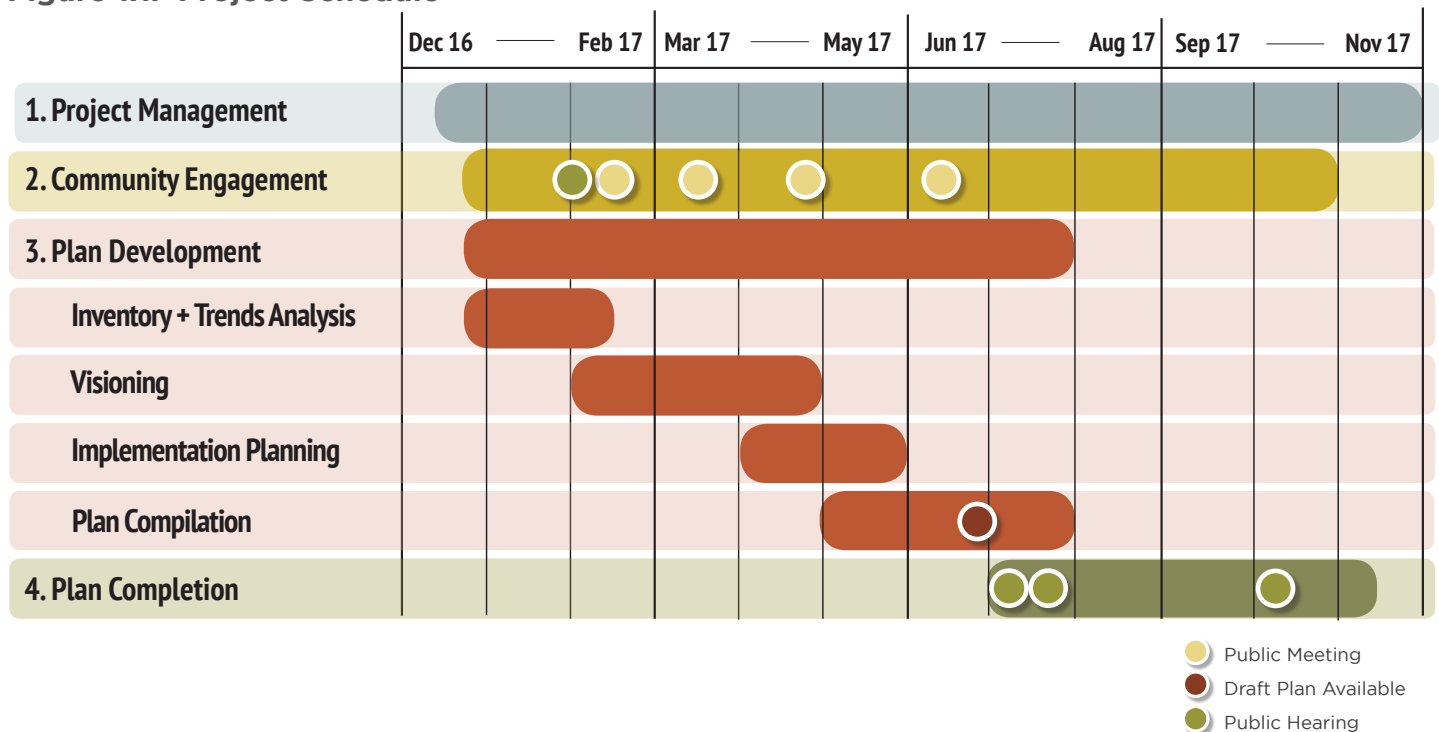 Dec 16 Feb 17 Mar 17 May 17 Jun 17 Aug 17 Sep 17 Nov 17
1. Project Management
2. Community Engagement
3. Plan Development
Inventory + Trends Analysis
Visioning
Implementation Planning
Plan Compilation
4. Plan Completion
Public Meeting
Draft Plan Available
Public Hearing